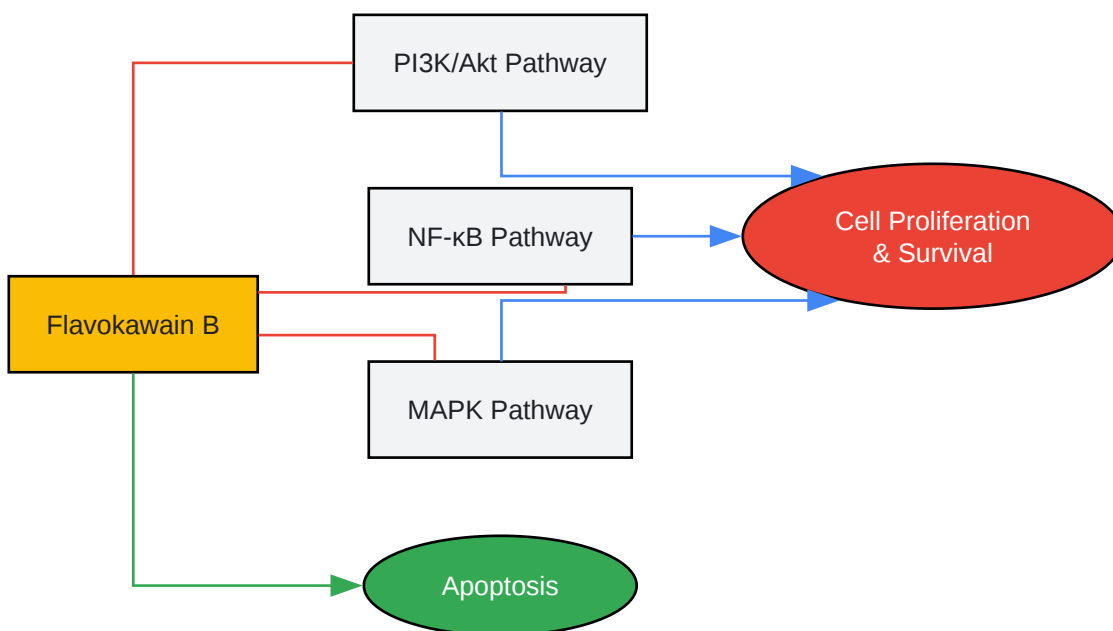 PI3K/Akt Pathway
NF-κB Pathway
Cell Proliferation
& Survival
Flavokawain B
MAPK Pathway
Apoptosis